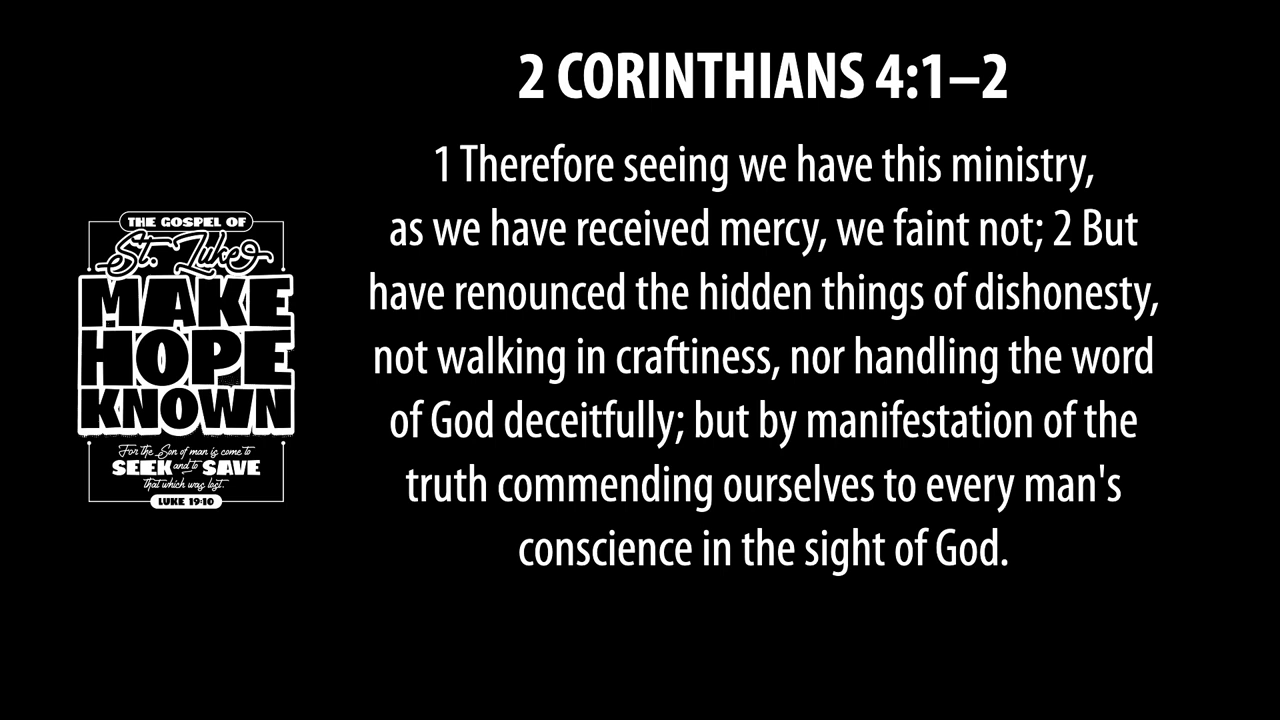 2 CORINTHIANS 4:1–2
1 Therefore seeing we have this ministry,
as we have received mercy, we faint not; 2 But
have renounced the hidden things of dishonesty,
not walking in craftiness, nor handling the word
of God deceitfully; but by manifestation of the
truth commending ourselves to every man's
conscience in the sight of God.
THE GOSPEL OF
St. Luke
MAKE
HOPE
KNOWN
For the Son of man is come to
SEEK and to SAVE
that which was lost.
LUKE 19:10